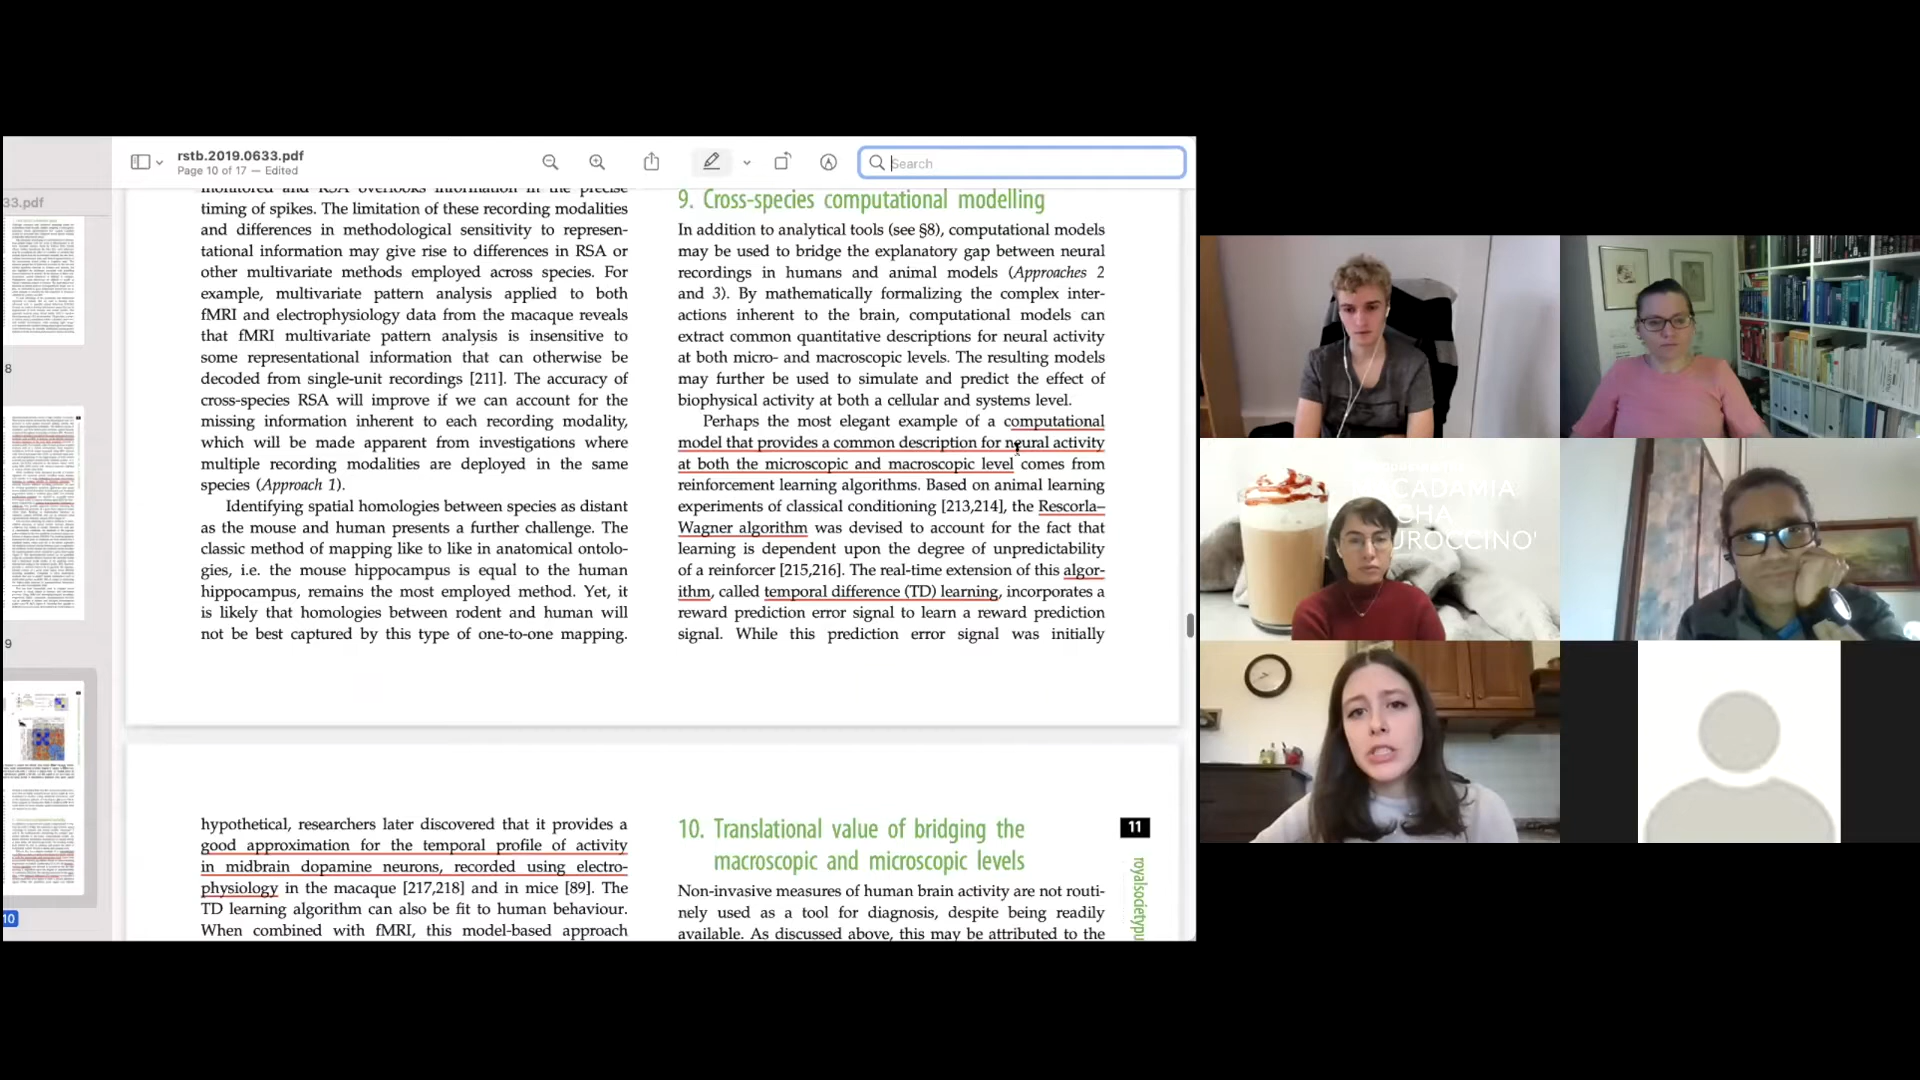 33.pdf
8
9
10
rstb.2019.0633.pdf
Page 10 of 17 — Edited
Search
monitored and RSA overlooks information in the precise
timing of spikes. The limitation of these recording modalities
and differences in methodological sensitivity to represen-
tational information may give rise to differences in RSA or
other multivariate methods employed across species. For
example, multivariate pattern analysis applied to both
fMRI and electrophysiology data from the macaque reveals
that fMRI multivariate pattern analysis is insensitive to
some representational information that can otherwise be
decoded from single-unit recordings [211]. The accuracy of
cross-species RSA will improve if we can account for the
missing information inherent to each recording modality,
which will be made apparent from investigations where
multiple recording modalities are deployed in the same
species (Approach 1).
Identifying spatial homologies between species as distant
as the mouse and human presents a further challenge. The
classic method of mapping like to like in anatomical ontolo-
gies, i.e. the mouse hippocampus is equal to the human
hippocampus, remains the most employed method. Yet, it
is likely that homologies between rodent and human will
not be best captured by this type of one-to-one mapping.
9. Cross-species computational modelling
In addition to analytical tools (see §8), computational models
may be used to bridge the explanatory gap between neural
recordings in humans and animal models (Approaches 2
and 3). By mathematically formalizing the complex inter-
actions inherent to the brain, computational models can
extract common quantitative descriptions for neural activity
at both micro- and macroscopic levels. The resulting models
may further be used to simulate and predict the effect of
biophysical activity at both a cellular and systems level.
Perhaps the most elegant example of a computational
model that provides a common description for neural activity
at both the microscopic and macroscopic level comes from
reinforcement learning algorithms. Based on animal learning
experiments of classical conditioning [213,214], the Rescorla–
Wagner algorithm was devised to account for the fact that
learning is dependent upon the degree of unpredictability
of a reinforcer [215,216]. The real-time extension of this algor-
ithm, called temporal difference (TD) learning, incorporates a
reward prediction error signal to learn a reward prediction
signal. While this prediction error signal was initially
hypothetical, researchers later discovered that it provides a
good approximation for the temporal profile of activity
in midbrain dopamine neurons, recorded using electro-
physiology in the macaque [217,218] and in mice [89]. The
TD learning algorithm can also be fit to human behaviour.
When combined with fMRI, this model-based approach
10. Translational value of bridging the
macroscopic and microscopic levels
Non-invasive measures of human brain activity are not routi-
nely used as a tool for diagnosis, despite being readily
available. As discussed above, this may be attributed to the
11
royalsocietypu
CADAMIA
CHA
UROCCINO'